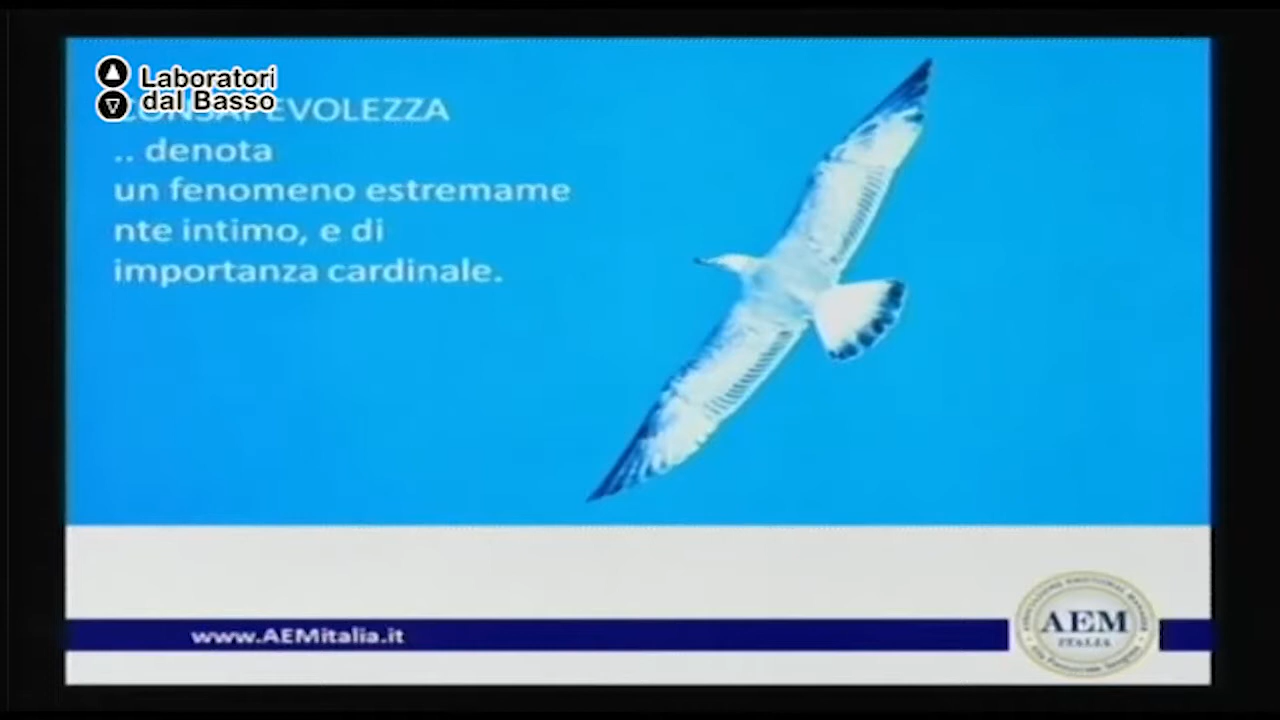 Laboratori
dal Basso
CONSAPEVOLEZZA
.. denota
un fenomeno estremame
nte intimo, e di
importanza cardinale.
www.AEMitalia.it
AEM
ITALIA